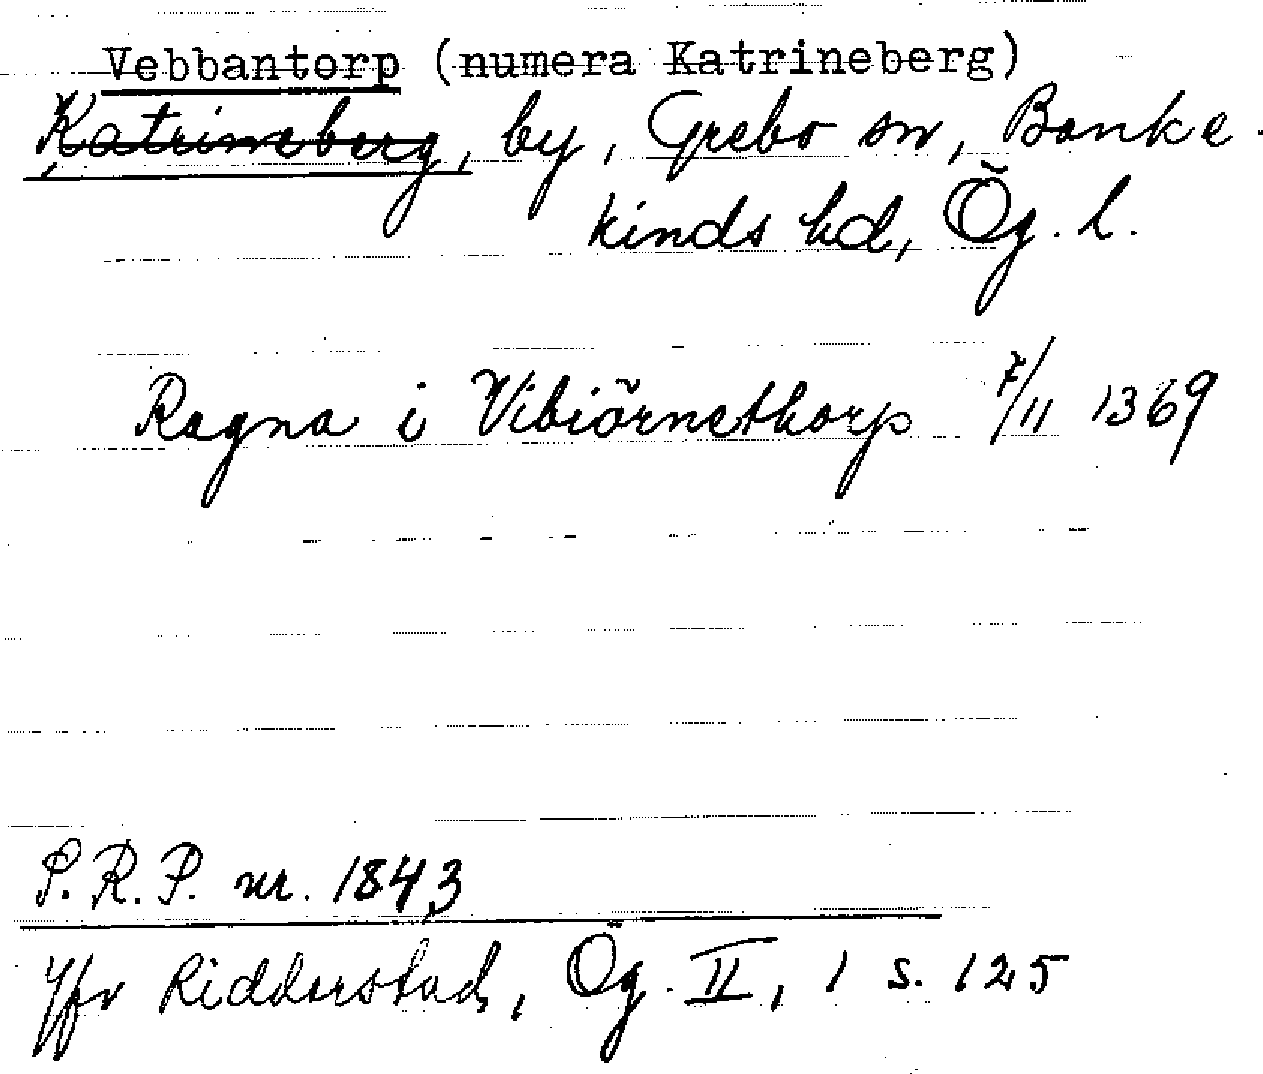 Vebbantorp (numera Katrineberg)
Katrineberg, by, Grebo sn, Banke-
kinds hd, Ög. l.
Ragna i Vibiörnethorp 7/11 1369
P.R.P. nr. 1843
Jfr Ridderstad, Ög. II, 1 s. 125